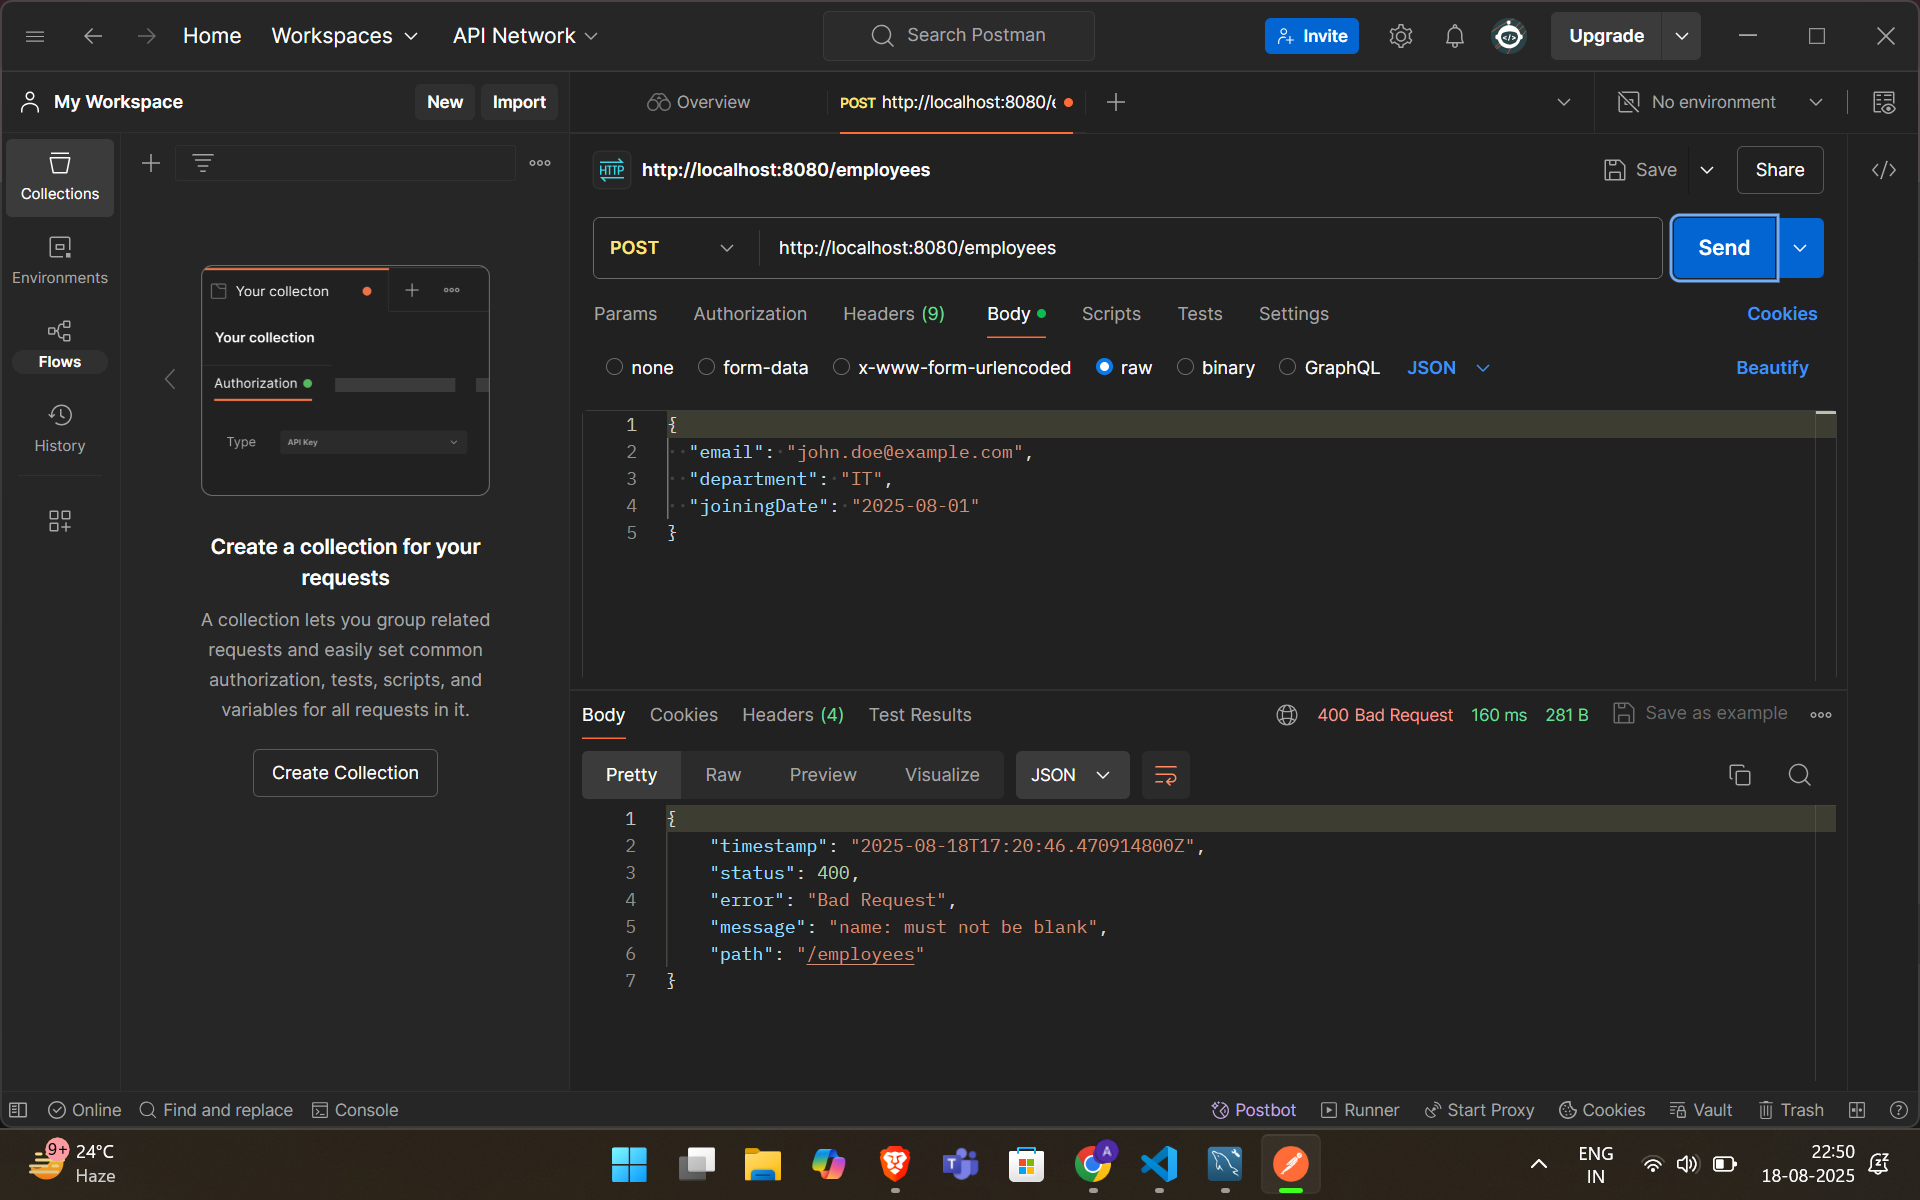 Home
Workspaces
API Network
Search Postman
Invite
Upgrade
My Workspace
New
Import
Overview
POST http://localhost:8080/e
No environment
Collections
Environments
Flows
History
Your collecton
Your collection
Authorization
Type
API Key
Create a collection for your
requests
A collection lets you group related
requests and easily set common
authorization, tests, scripts, and
variables for all requests in it.
Create Collection
HTTP
http://localhost:8080/employees
Save
Share
</>
POST
http://localhost:8080/employees
Send
Params
Authorization
Headers (9)
Body
Scripts
Tests
Settings
Cookies
none
form-data
x-www-form-urlencoded
raw
binary
GraphQL
JSON
Beautify
1 {
2 "email": "john.doe@example.com",
3 "department": "IT",
4 "joiningDate": "2025-08-01"
5 }
Body
Cookies
Headers (4)
Test Results
400 Bad Request
160 ms
281 B
Save as example
Pretty
Raw
Preview
Visualize
JSON
1 {
2 "timestamp": "2025-08-18T17:20:46.470914800Z",
3 "status": 400,
4 "error": "Bad Request",
5 "message": "name: must not be blank",
6 "path": "/employees"
7 }
Online
Find and replace
Console
Postbot
Runner
Start Proxy
Cookies
Vault
Trash
9+
24°C
Haze
A
ENG
IN
22:50
18-08-2025